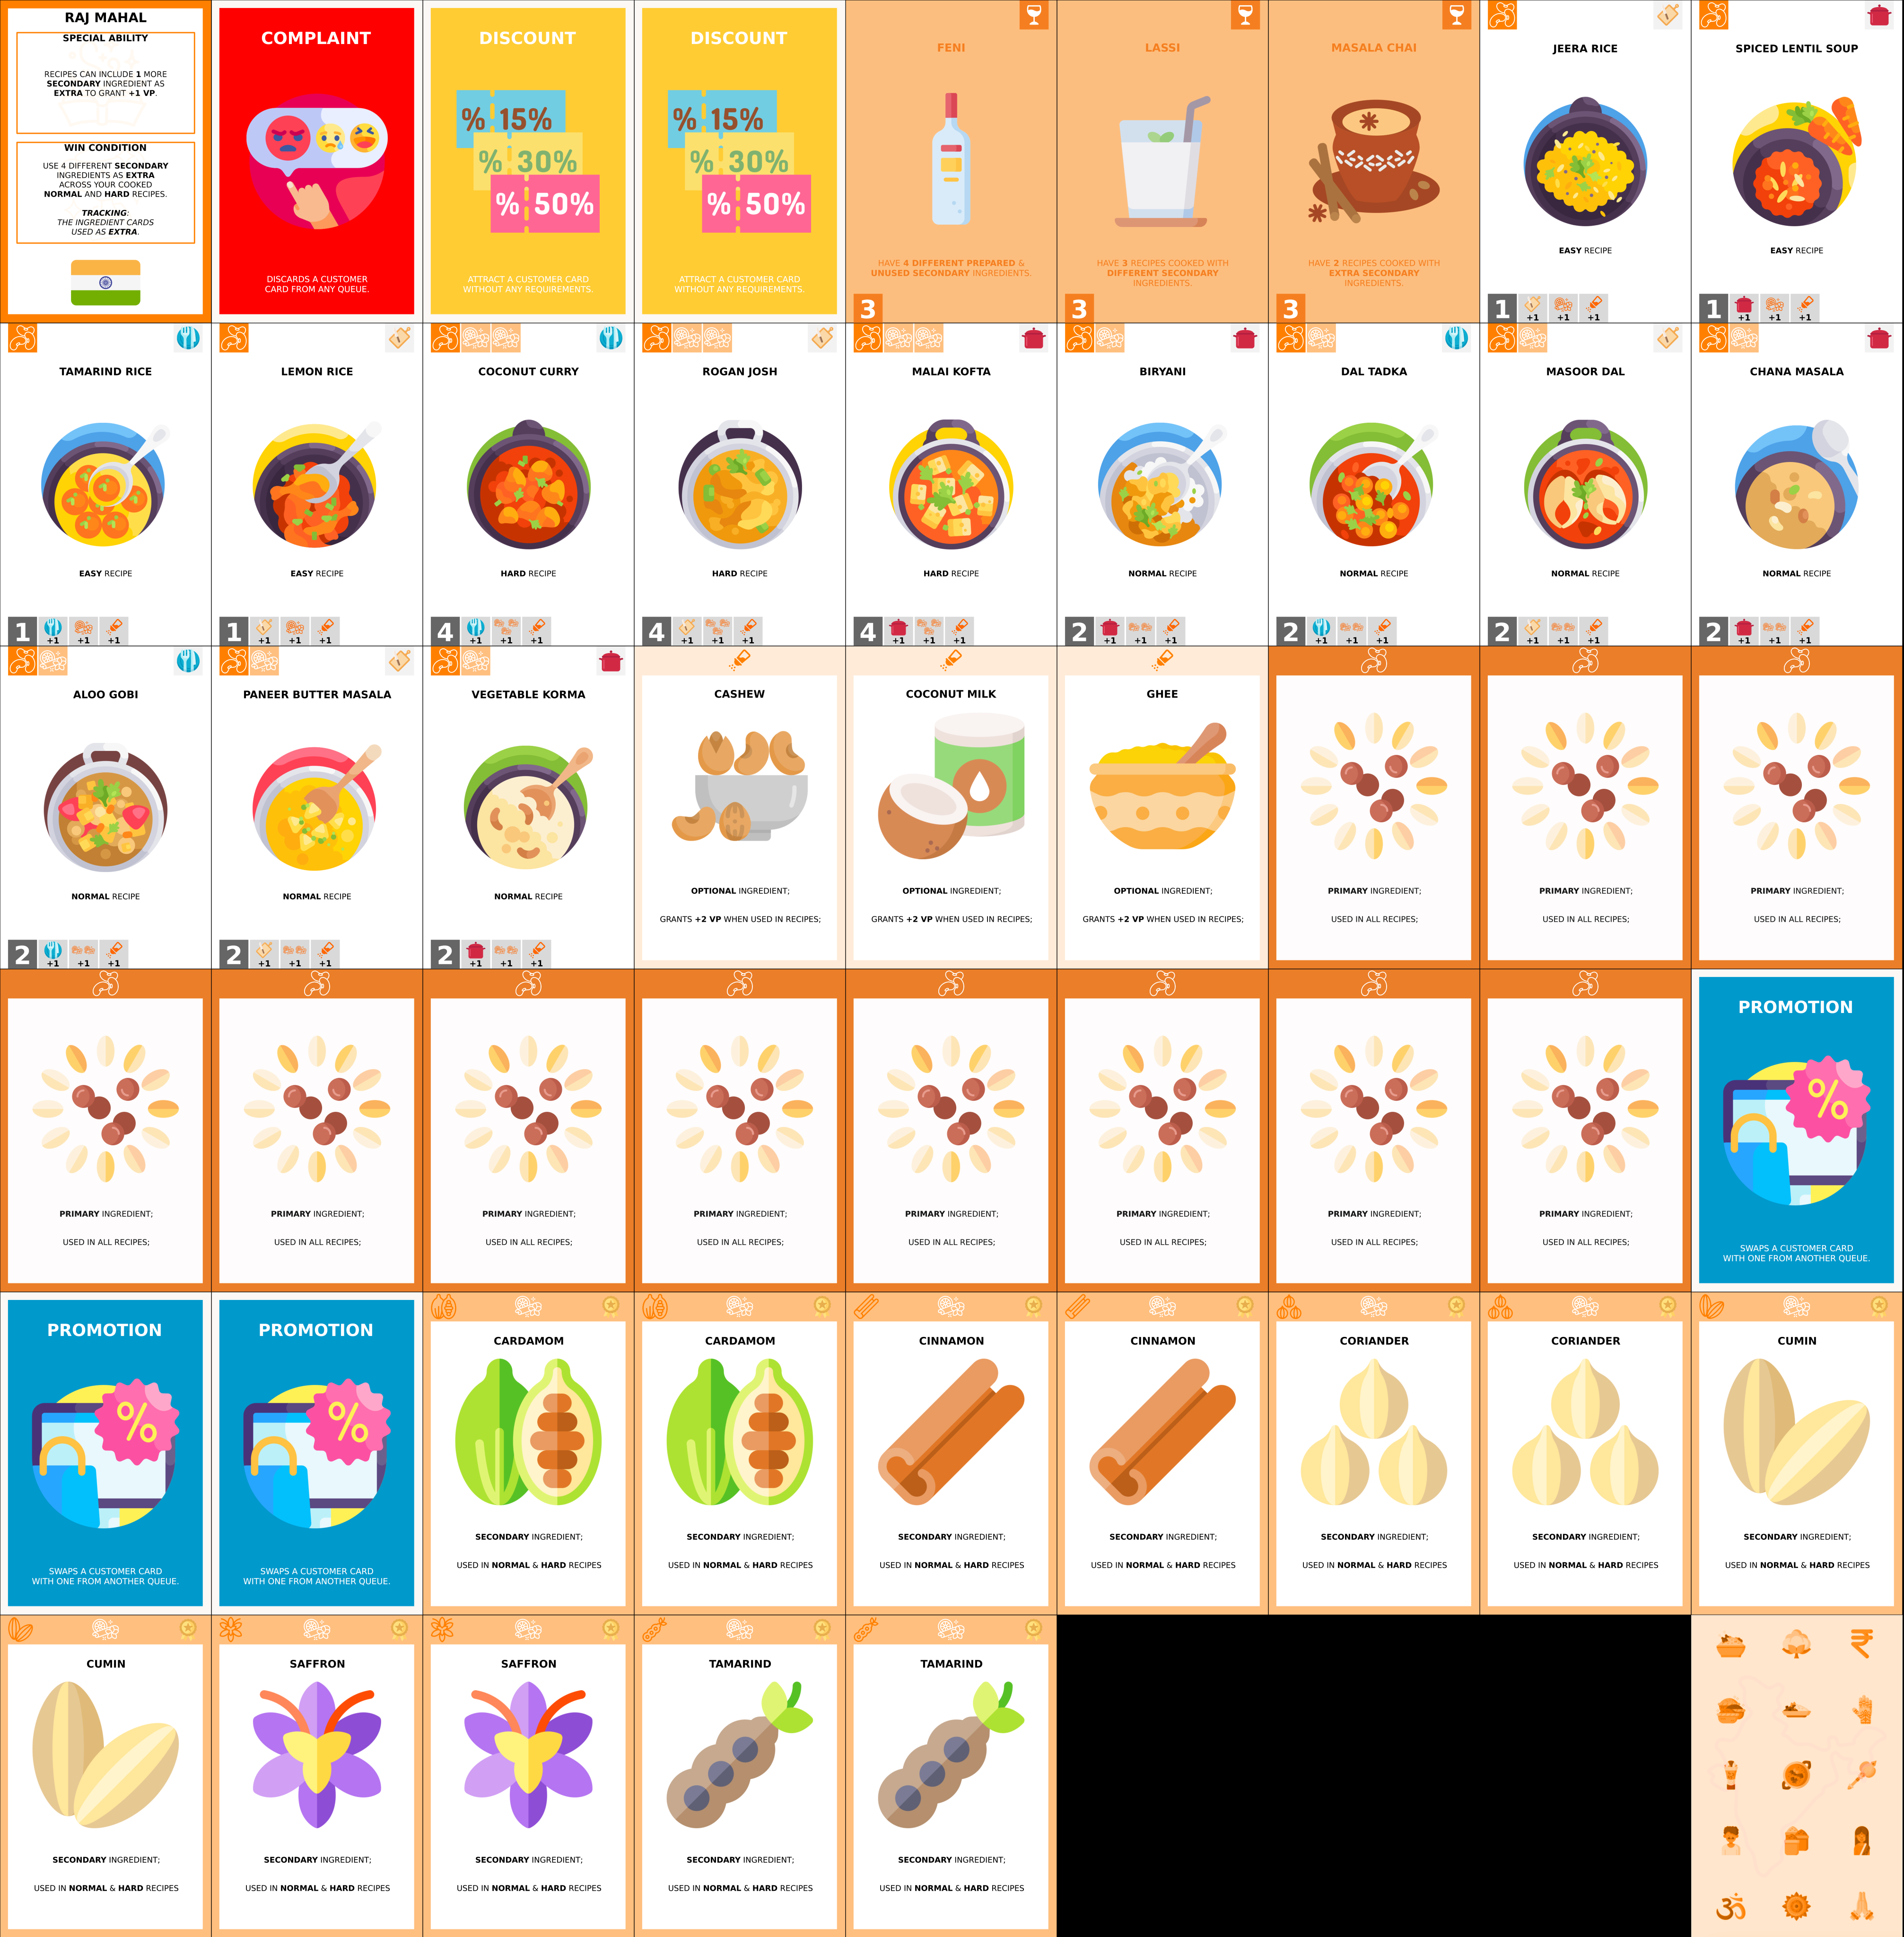 RAJ MAHAL
SPECIAL ABILITY
RECIPES CAN INCLUDE 1 MORE
SECONDARY INGREDIENT AS
EXTRA TO GRANT +1 VP.
WIN CONDITION
USE 4 DIFFERENT SECONDARY
INGREDIENTS AS EXTRA
ACROSS YOUR COOKED
NORMAL AND HARD RECIPES.
TRACKING:
THE INGREDIENT CARDS
USED AS EXTRA.
COMPLAINT
DISCARDS A CUSTOMER
CARD FROM ANY QUEUE.
DISCOUNT
% 15%
% 30%
% 50%
ATTRACT A CUSTOMER CARD
WITHOUT ANY REQUIREMENTS.
DISCOUNT
% 15%
% 30%
% 50%
ATTRACT A CUSTOMER CARD
WITHOUT ANY REQUIREMENTS.
FENI
HAVE 4 DIFFERENT PREPARED &
UNUSED SECONDARY INGREDIENTS.
3
LASSI
HAVE 3 RECIPES COOKED WITH
DIFFERENT SECONDARY
INGREDIENTS.
3
MASALA CHAI
HAVE 2 RECIPES COOKED WITH
EXTRA SECONDARY
INGREDIENTS.
3
JEERA RICE
EASY RECIPE
1 +1 +1 +1
SPICED LENTIL SOUP
EASY RECIPE
1 +1 +1 +1
TAMARIND RICE
EASY RECIPE
1 +1 +1 +1
LEMON RICE
EASY RECIPE
1 +1 +1 +1
COCONUT CURRY
HARD RECIPE
4 +1 +1 +1
ROGAN JOSH
HARD RECIPE
4 +1 +1 +1
MALAI KOFTA
HARD RECIPE
4 +1 +1 +1
BIRYANI
NORMAL RECIPE
2 +1 +1 +1
DAL TADKA
NORMAL RECIPE
2 +1 +1 +1
MASOOR DAL
NORMAL RECIPE
2 +1 +1 +1
CHANA MASALA
NORMAL RECIPE
2 +1 +1 +1
ALOO GOBI
NORMAL RECIPE
2 +1 +1 +1
PANEER BUTTER MASALA
NORMAL RECIPE
2 +1 +1 +1
VEGETABLE KORMA
NORMAL RECIPE
2 +1 +1 +1
CASHEW
OPTIONAL INGREDIENT;
GRANTS +2 VP WHEN USED IN RECIPES;
COCONUT MILK
OPTIONAL INGREDIENT;
GRANTS +2 VP WHEN USED IN RECIPES;
GHEE
OPTIONAL INGREDIENT;
GRANTS +2 VP WHEN USED IN RECIPES;
PRIMARY INGREDIENT;
USED IN ALL RECIPES;
PRIMARY INGREDIENT;
USED IN ALL RECIPES;
PRIMARY INGREDIENT;
USED IN ALL RECIPES;
PRIMARY INGREDIENT;
USED IN ALL RECIPES;
PRIMARY INGREDIENT;
USED IN ALL RECIPES;
PRIMARY INGREDIENT;
USED IN ALL RECIPES;
PRIMARY INGREDIENT;
USED IN ALL RECIPES;
PRIMARY INGREDIENT;
USED IN ALL RECIPES;
PRIMARY INGREDIENT;
USED IN ALL RECIPES;
PRIMARY INGREDIENT;
USED IN ALL RECIPES;
PRIMARY INGREDIENT;
USED IN ALL RECIPES;
PROMOTION
%
SWAPS A CUSTOMER CARD
WITH ONE FROM ANOTHER QUEUE.
PROMOTION
%
SWAPS A CUSTOMER CARD
WITH ONE FROM ANOTHER QUEUE.
PROMOTION
%
SWAPS A CUSTOMER CARD
WITH ONE FROM ANOTHER QUEUE.
CARDAMOM
SECONDARY INGREDIENT;
USED IN NORMAL & HARD RECIPES
CARDAMOM
SECONDARY INGREDIENT;
USED IN NORMAL & HARD RECIPES
CINNAMON
SECONDARY INGREDIENT;
USED IN NORMAL & HARD RECIPES
CINNAMON
SECONDARY INGREDIENT;
USED IN NORMAL & HARD RECIPES
CORIANDER
SECONDARY INGREDIENT;
USED IN NORMAL & HARD RECIPES
CORIANDER
SECONDARY INGREDIENT;
USED IN NORMAL & HARD RECIPES
CUMIN
SECONDARY INGREDIENT;
USED IN NORMAL & HARD RECIPES
CUMIN
SECONDARY INGREDIENT;
USED IN NORMAL & HARD RECIPES
SAFFRON
SECONDARY INGREDIENT;
USED IN NORMAL & HARD RECIPES
SAFFRON
SECONDARY INGREDIENT;
USED IN NORMAL & HARD RECIPES
TAMARIND
SECONDARY INGREDIENT;
USED IN NORMAL & HARD RECIPES
TAMARIND
SECONDARY INGREDIENT;
USED IN NORMAL & HARD RECIPES
₹
ॐ